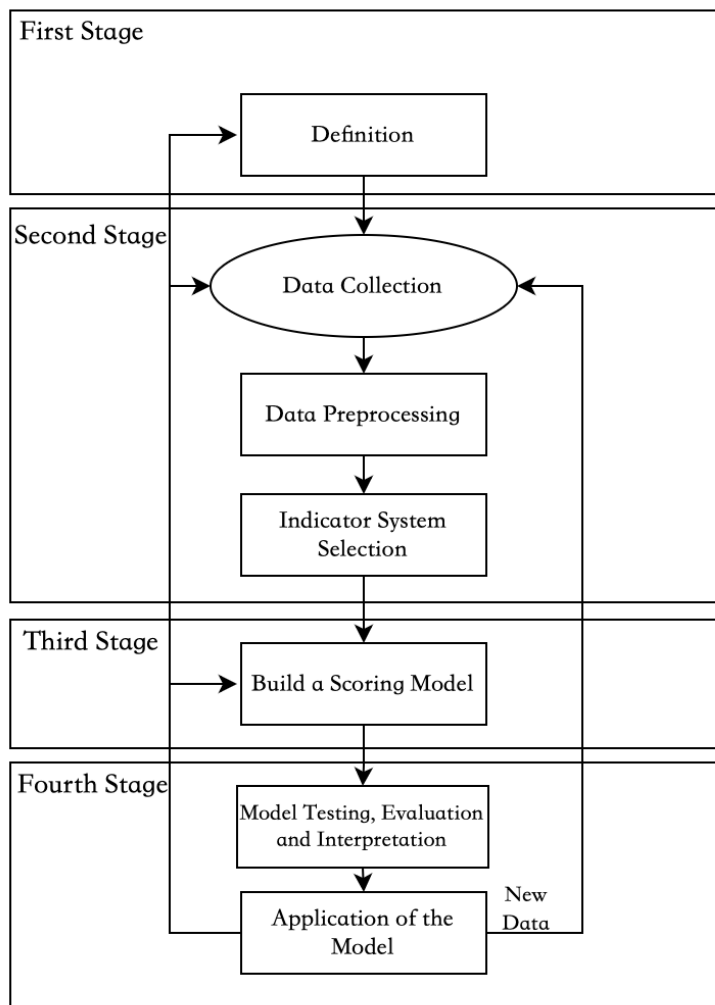 First Stage
Definition
Second Stage
Data Collection
Data Preprocessing
Indicator System
Selection
Third Stage
Build a Scoring Model
Fourth Stage
Model Testing, Evaluation
and Interpretation
Application of the
Model
New
Data